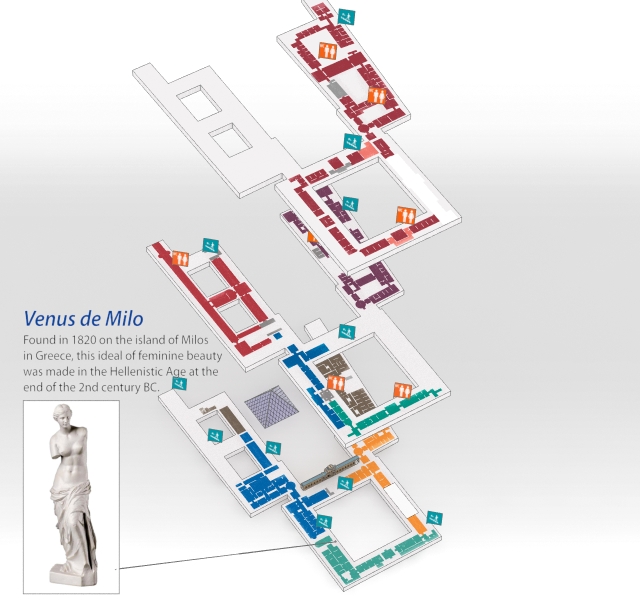 Venus de Milo
Found in 1820 on the island of Milos
in Greece, this ideal of feminine beauty
was made in the Hellenistic Age at the
end of the 2nd century BC.